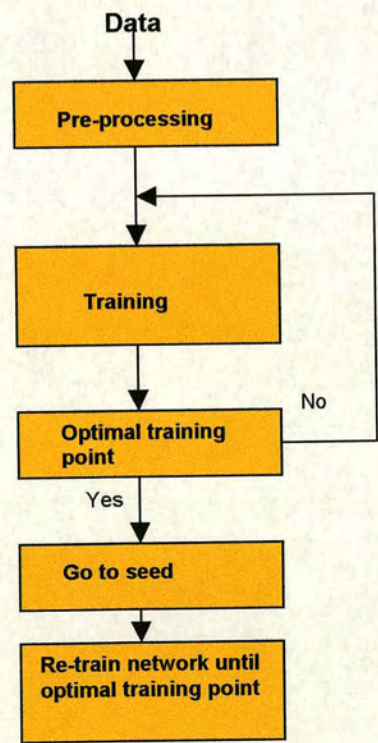 Data
Pre-processing
Training
No
Optimal training
point
Yes
Go to seed
Re-train network until
optimal training point